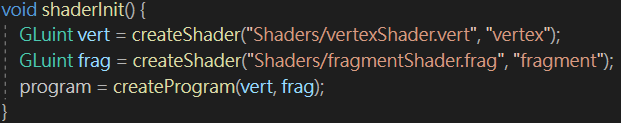 void shaderInit() {
GLuint vert = createShader("Shaders/vertexShader.vert", "vertex");
GLuint frag = createShader("Shaders/fragmentShader.frag", "fragment");
program = createProgram(vert, frag);
}